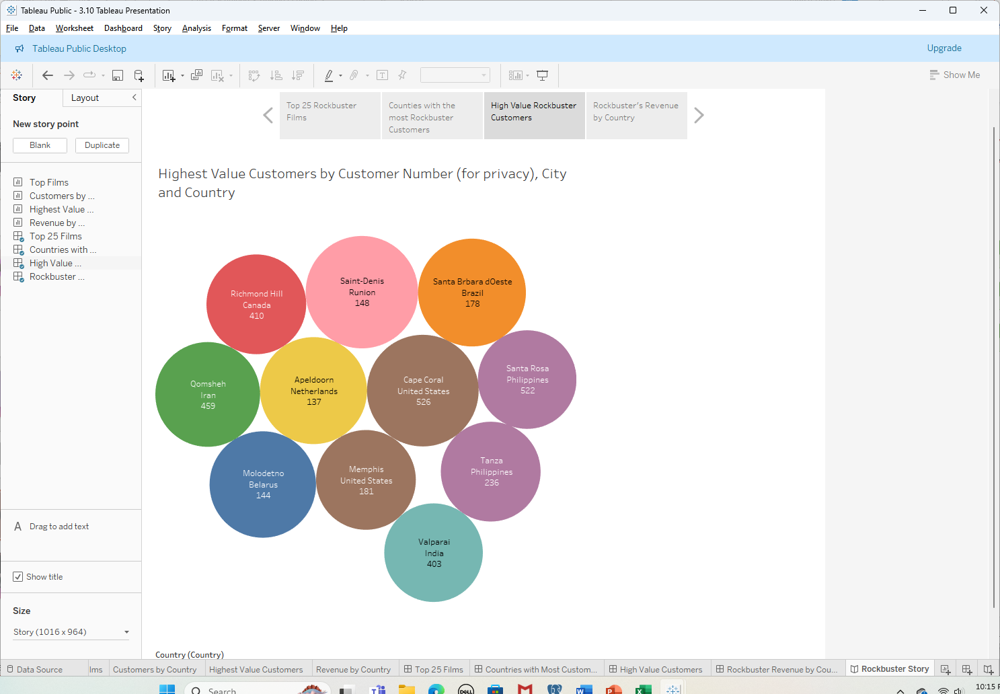 Tableau Public - 3.10 Tableau Presentation
File Data Worksheet Dashboard Story Analysis Format Server Window Help
Tableau Public Desktop
Upgrade
Show Me
Story
Layout
New story point
Blank
Duplicate
Top Films
Customers by ...
Highest Value ...
Revenue by ...
Top 25 Films
Countries with ...
High Value ...
Rockbuster ...
A Drag to add text
Show title
Size
Story (1016 x 964)
Top 25 Rockbuster
Films
Counties with the
most Rockbuster
Customers
High Value Rockbuster
Customers
Rockbuster's Revenue
by Country
Highest Value Customers by Customer Number (for privacy), City
and Country
Richmond Hill
Canada
410
Saint-Denis
Runion
148
Santa Brbara dOeste
Brazil
178
Qomsheh
Iran
459
Apeldoorn
Netherlands
137
Cape Coral
United States
526
Santa Rosa
Philippines
522
Molodetno
Belarus
144
Memphis
United States
181
Tanza
Philippines
236
Valparai
India
403
Country (Country)
Data Source
lms
Customers by Country
Highest Value Customers
Revenue by Country
Top 25 Films
Countries with Most Custom...
High Value Customers
Rockbuster Revenue by Cou...
Rockbuster Story
Search
DELL
10:15